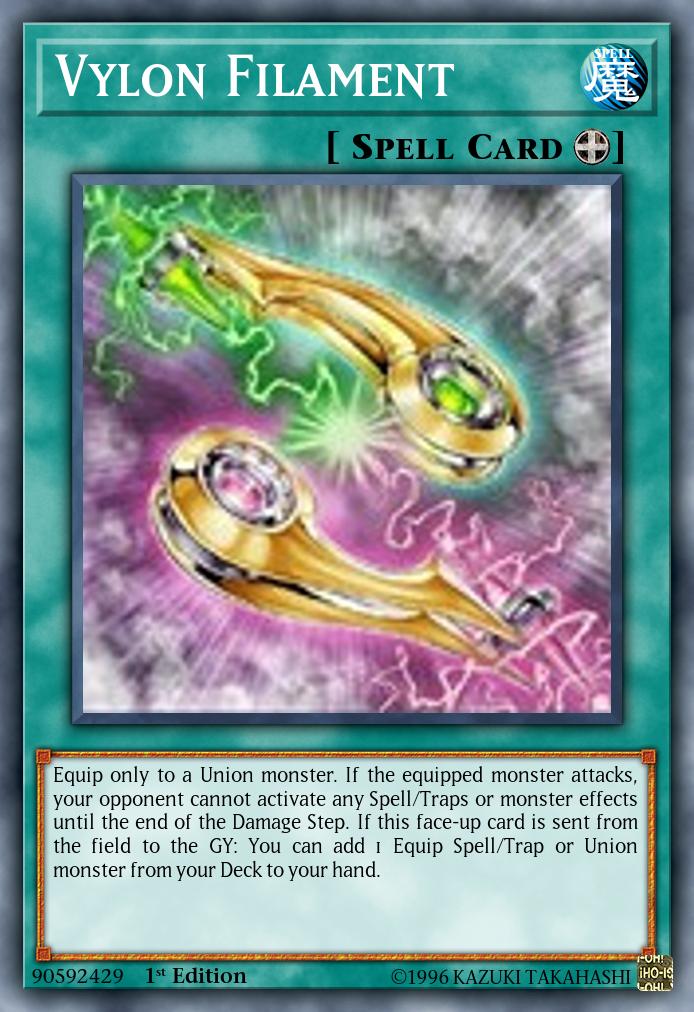 Vylon Filament
SPELL
魔
[ Spell Card ]
Equip only to a Union monster. If the equipped monster attacks,
your opponent cannot activate any Spell/Traps or monster effects
until the end of the Damage Step. If this face-up card is sent from
the field to the GY: You can add 1 Equip Spell/Trap or Union
monster from your Deck to your hand.
90592429 1st Edition ©1996 KAZUKI TAKAHASHI